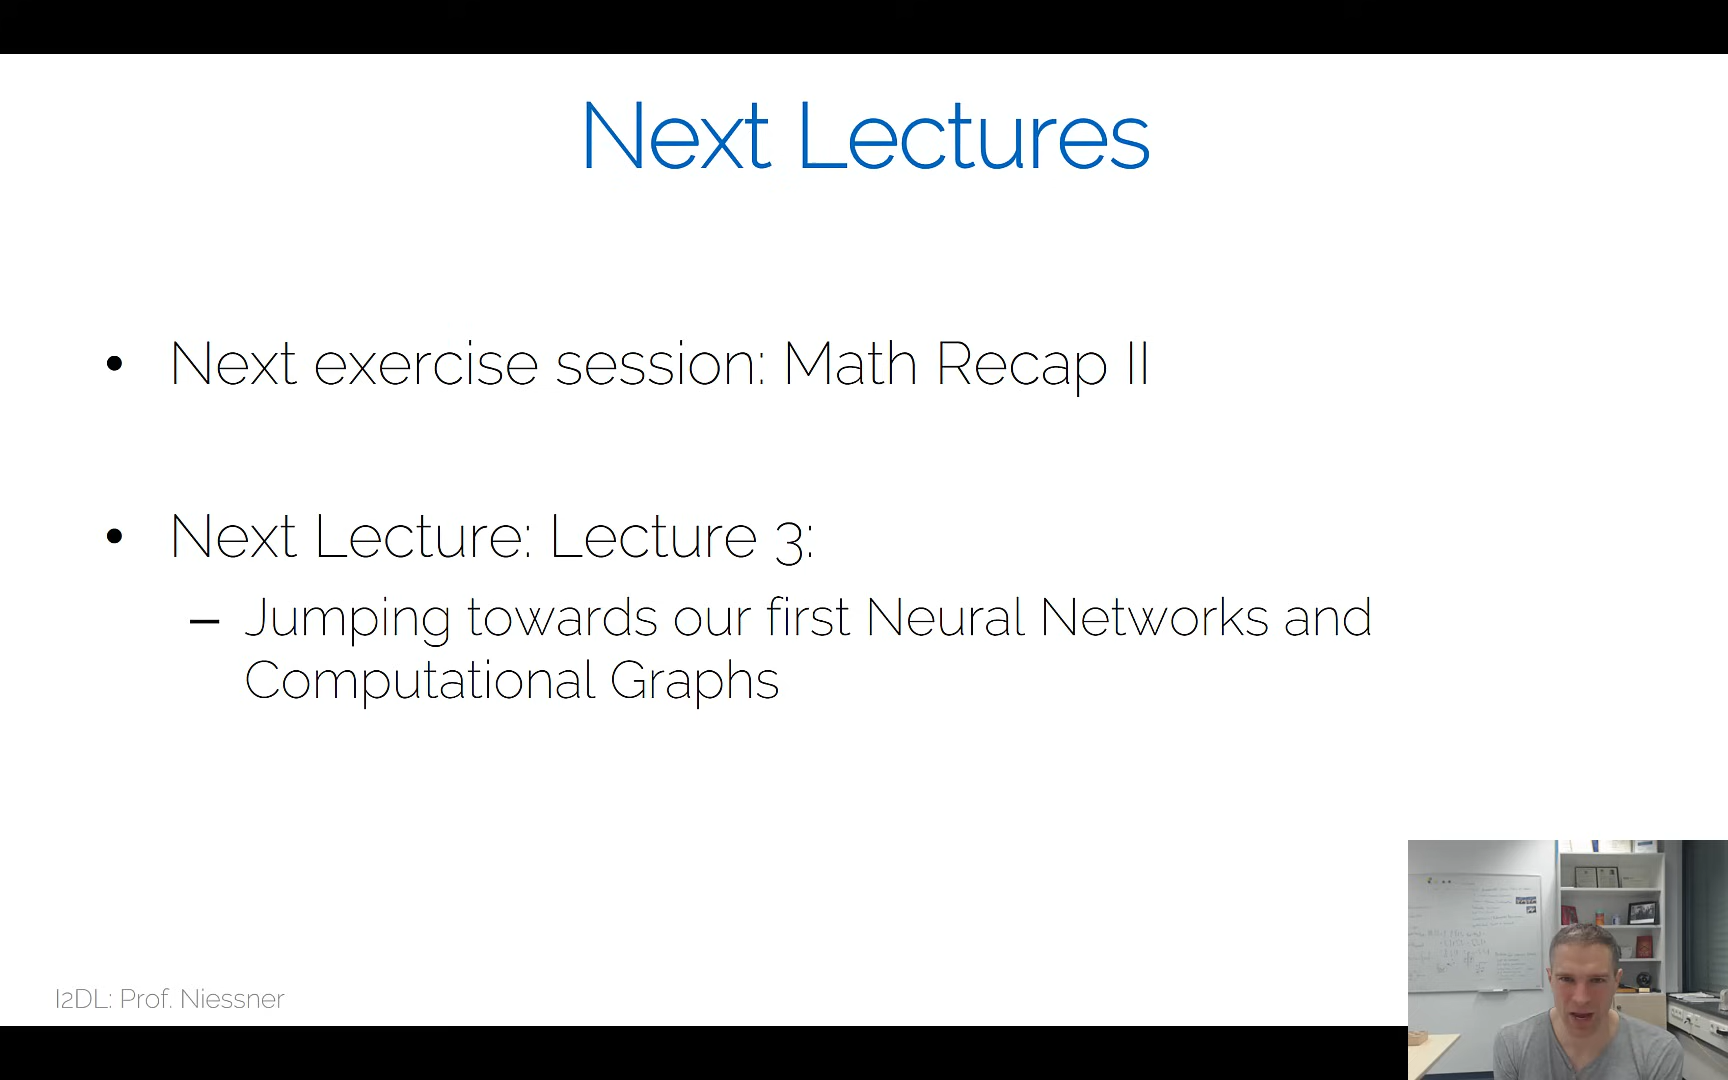 Next Lectures
• Next exercise session: Math Recap II
• Next Lecture: Lecture 3:
– Jumping towards our first Neural Networks and
Computational Graphs
I2DL: Prof. Niessner